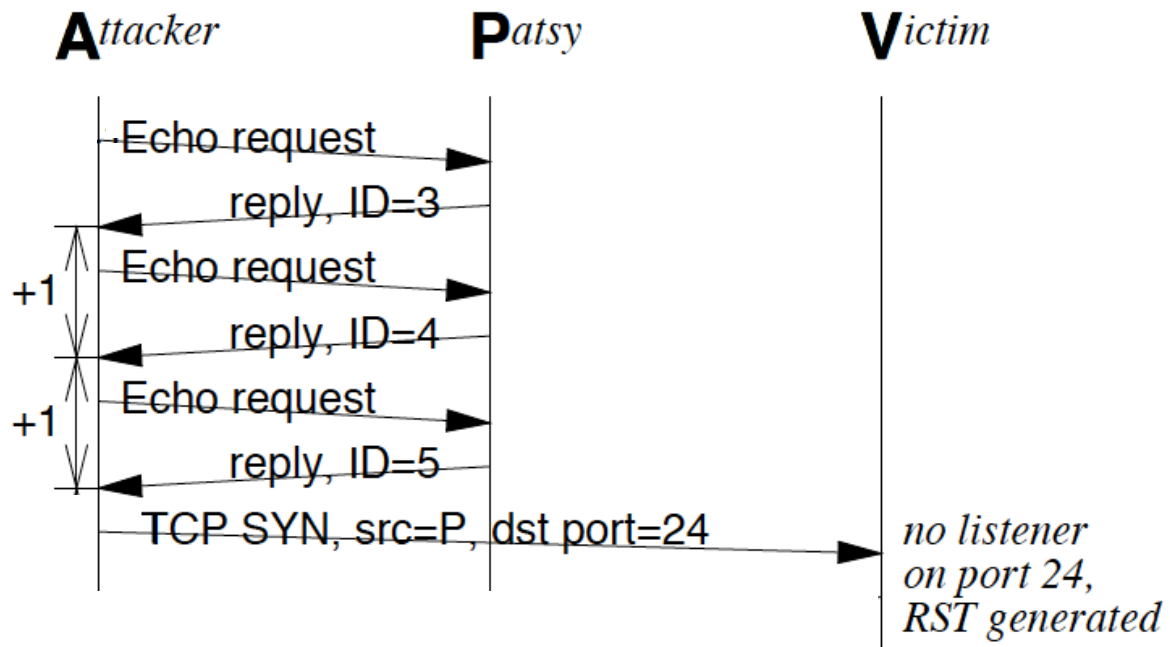 Attacker
Patsy
Victim
Echo request
reply, ID=3
+1
Echo request
reply, ID=4
+1
Echo request
reply, ID=5
TCP SYN, src=P, dst port=24
no listener
on port 24,
RST generated